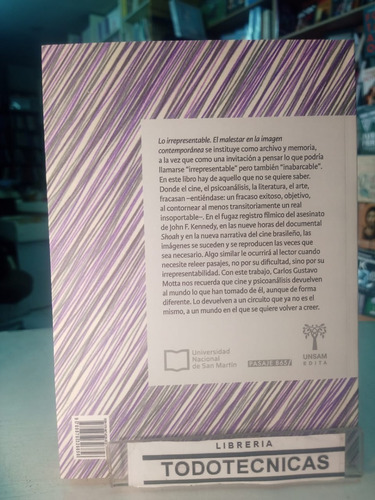 Lo irrepresentable. El malestar en la imagen
contemporánea se instituye como archivo y memoria,
a la vez que como una invitación a pensar lo que podría
llamarse "irrepresentable" pero también "inabarcable".
En este libro hay de aquello que no se quiere saber.
Donde el cine, el psicoanálisis, la literatura, el arte,
fracasan —entiéndase: un fracaso exitoso, objetivo,
al contornear al menos transitoriamente un real
insoportable—. En el fugaz registro fílmico del asesinato
de John F. Kennedy, en las nueve horas del documental
Shoah y en la nueva narrativa del cine brasileño, las
imágenes se suceden y se reproducen las veces que
sea necesario. Algo similar le ocurrirá al lector cuando
necesite releer pasajes, no por su dificultad, sino por su
irrepresentabilidad. Con este trabajo, Carlos Gustavo
Motta nos recuerda que cine y psicoanálisis devuelven
al mundo lo que han tomado de él, aunque de forma
diferente. Lo devuelven a un circuito que ya no es el
mismo, a un mundo en el que se quiere volver a creer.
Universidad
Nacional
de San Martín
PASAJE 865
UNSAM
EDITA
LIBRERIA
TODOTECNICAS